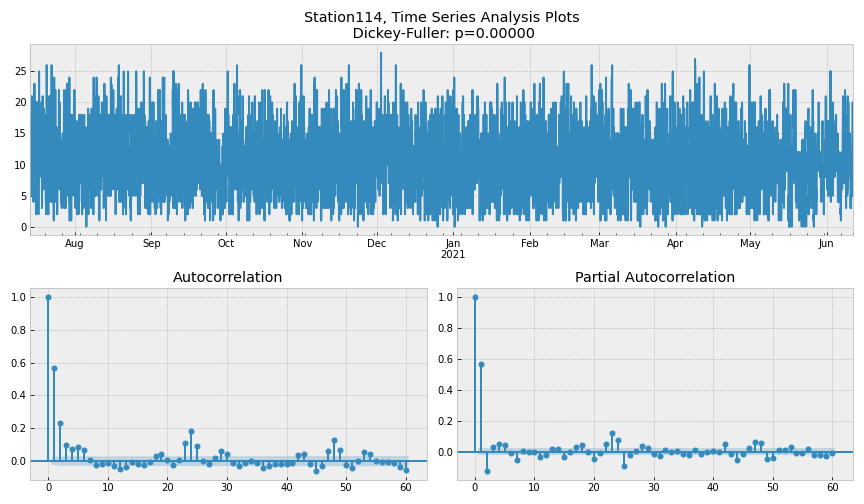 Station114, Time Series Analysis Plots
Dickey-Fuller: p=0.00000
25
20
15
10
5
0
Aug Sep Oct Nov Dec Jan Feb Mar Apr May Jun
2021
Autocorrelation Partial Autocorrelation
1.0 1.0
0.8 0.8
0.6 0.6
0.4 0.4
0.2 0.2
0.0 0.0
0 10 20 30 40 50 60 0 10 20 30 40 50 60